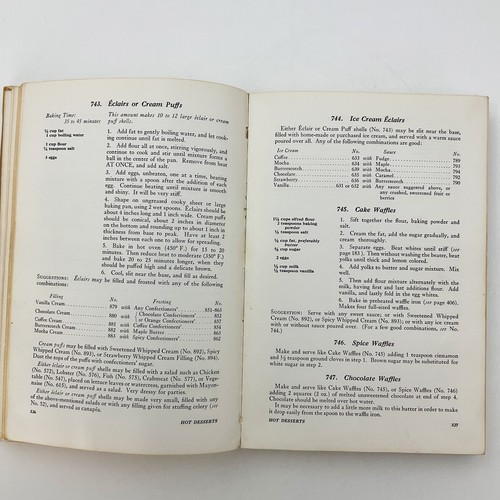 743. Éclairs or Cream Puffs
Baking Time:
35 to 45 minutes
This amount makes 10 to 12 large éclair or
cream puff shells.
½ cup fat
½ cup boiling water
1 cup flour
¼ teaspoon salt
3 eggs
1. Add fat to gently boiling water, and let cook-
ing continue until fat is melted.
2. Add flour all at once, stirring vigorously, and
continue to cook and stir until mixture forms a
ball in the center of the pan. Remove from heat
AT ONCE, and add salt.
3. Add eggs, unbeaten, one at a time, beating
mixture with a spoon after the addition of each
egg. Continue beating until mixture is smooth
and shiny. It will be very stiff.
4. Shape on ungreased cooky sheet or large
baking pan, using 2 wet spoons. Éclairs should be
about 4 inches long and 1 inch wide. Cream puffs
should be conical, about 2 inches in diameter
on the bottom and rounding up to about 1 inch in
thickness from base to peak. Have at least 2
inches between each one to allow for spreading.
5. Bake in hot oven (450° F.) for 15 to 20
minutes. Then reduce heat to moderate (350° F.)
and bake 20 to 25 minutes longer, when they
should be puffed high and a delicate brown.
6. Cool, slit near the base, and fill as desired.
SUGGESTIONS: Éclairs may be filled and frosted with any of the following
combinations:
Filling No. Frosting No.
Vanilla Cream 881 with Any Confectioners' 851-863
Chocolate Cream 880 with Chocolate Confectioners' 852
or Orange Confectioners' 857
Coffee Cream 885 with Coffee Confectioners' 854
Butterscotch Cream 882 with Maple Butter 865
Mocha Cream 883 with Spicy Confectioners' 862
Cream puffs may be filled with Sweetened Whipped Cream (No. 892), Spicy
Whipped Cream (No. 893), or Strawberry Whipped Cream Filling (No. 894).
Dust the tops of the puffs with confectioners' sugar.
Either éclair or cream puff shells may be filled with a salad such as Chicken
(No. 572), Lobster (No. 576), Fish (No. 575), Crabmeat (No. 577), or Vege-
table (No. 547), placed on lettuce leaves or watercress, garnished with Mayon-
naise (No. 615), and served with dressing.
Either éclair or cream puff shells may be made very small, filled with any
of the above-mentioned salads or with any filling given for stuffing celery (see
No. 52), and served as canapés.
526
HOT DESSERTS
744. Ice Cream Éclairs
Either Éclair or Cream Puff shells (No. 743) may be slit near the base,
filled with home-made or purchased ice cream, and served with a warm sauce
poured over all. Any of the following combinations are good:
Ice Cream No. Sauce No.
Coffee 633 with Fudge 789
Mocha 634 with Maple 792
Butterscotch 639 with Mocha 794
Chocolate 635 with Caramel 792
Strawberry 636 with Butterscotch 790
Vanilla 631 or 632 with Any sauce suggested above, or
any crushed, sweetened fruit or
berries
745. Cake Waffles
1½ cups sifted flour
2 teaspoons baking
powder
¼ teaspoon salt
⅓ cup fat, preferably
butter
½ cup sugar
2 eggs
½ cup milk
½ teaspoon vanilla
1. Sift together the flour, baking powder and
salt.
2. Cream the fat, add the sugar gradually, and
cream thoroughly.
3. Separate eggs. Beat whites until stiff (see
page 183). Then without washing the beater, beat
yolks until thick and lemon colored.
4. Add yolks to butter and sugar mixture. Mix
well.
5. Then add flour mixture alternately with the
milk, having first and last additions flour. Add
vanilla, and lastly fold in the egg whites.
6. Bake in preheated waffle iron (see page 406).
Makes four full-sized waffles.
SUGGESTION: Serve with any sweet sauce; or with Sweetened Whipped
Cream (No. 892), or Spicy Whipped Cream (No. 893); or with any ice cream
with or without sauce poured over. (For a few good combinations, see No.
744.)
746. Spice Waffles
Make and serve like Cake Waffles (No. 745) adding 1 teaspoon cinnamon
and ½ teaspoon ground cloves in step 1. Brown sugar may be substituted for
white sugar in step 2.
747. Chocolate Waffles
Make and serve like Cake Waffles (No. 745), or Spice Waffles (No. 746)
adding 2 squares (2 oz.) of melted unsweetened chocolate at end of step 4.
Chocolate should be melted over hot water.
It may be necessary to add a little more milk to this batter in order to make
it drop easily from the spoon to the waffle iron.
HOT DESSERTS
527